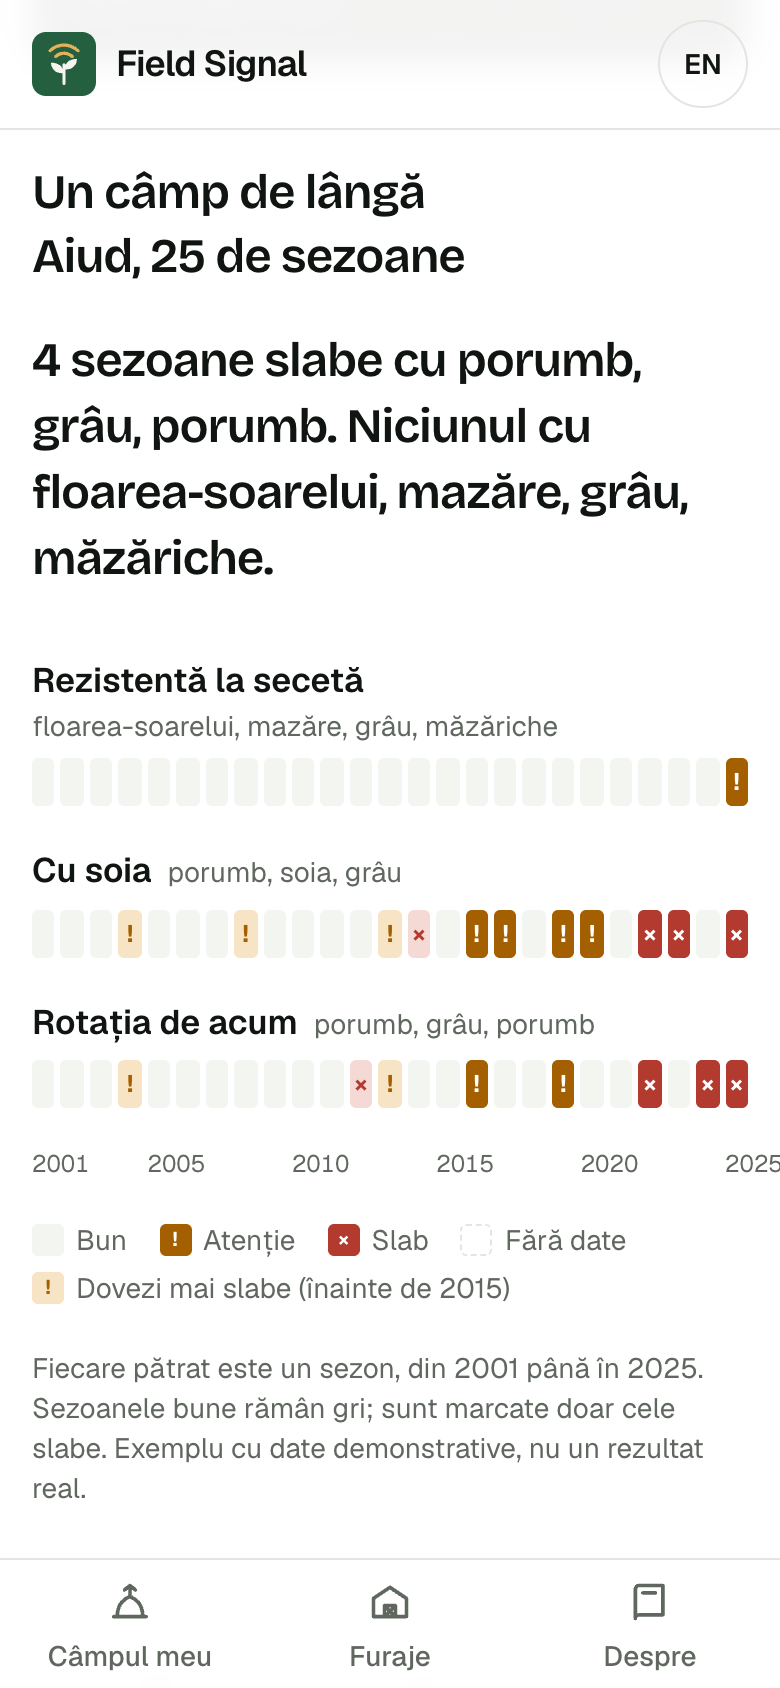 Field Signal
EN
Un câmp de lângă
Aiud, 25 de sezoane
4 sezoane slabe cu porumb,
grâu, porumb. Niciunul cu
floarea-soarelui, mazăre, grâu,
măzăriche.
Rezistentă la secetă
floarea-soarelui, mazăre, grâu, măzăriche
!
Cu soia porumb, soia, grâu
! ! ! × ! ! ! ! × × ×
Rotația de acum porumb, grâu, porumb
! × ! ! ! × × ×
2001 2005 2010 2015 2020 2025
Bun ! Atenție × Slab Fără date
! Dovezi mai slabe (înainte de 2015)
Fiecare pătrat este un sezon, din 2001 până în 2025.
Sezoanele bune rămân gri; sunt marcate doar cele
slabe. Exemplu cu date demonstrative, nu un rezultat
real.
Câmpul meu Furaje Despre